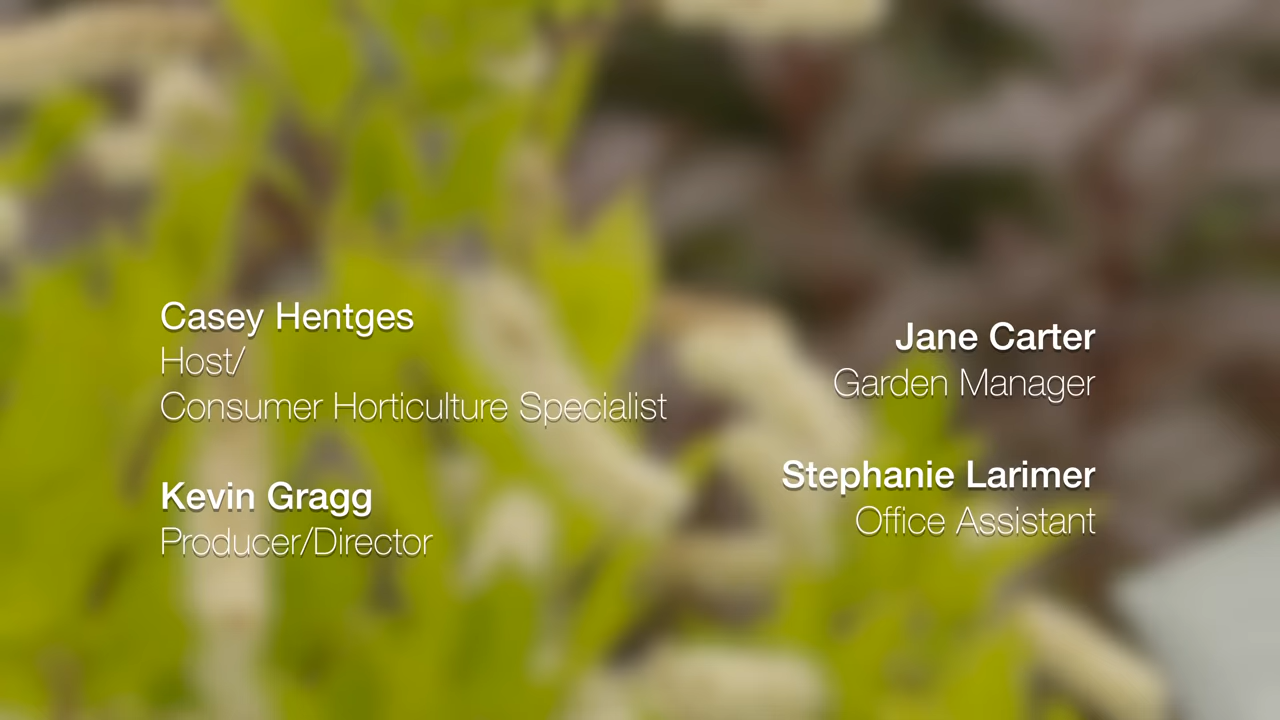 Casey Hentges
Host/
Consumer Horticulture Specialist
Kevin Gragg
Producer/Director
Jane Carter
Garden Manager
Stephanie Larimer
Office Assistant